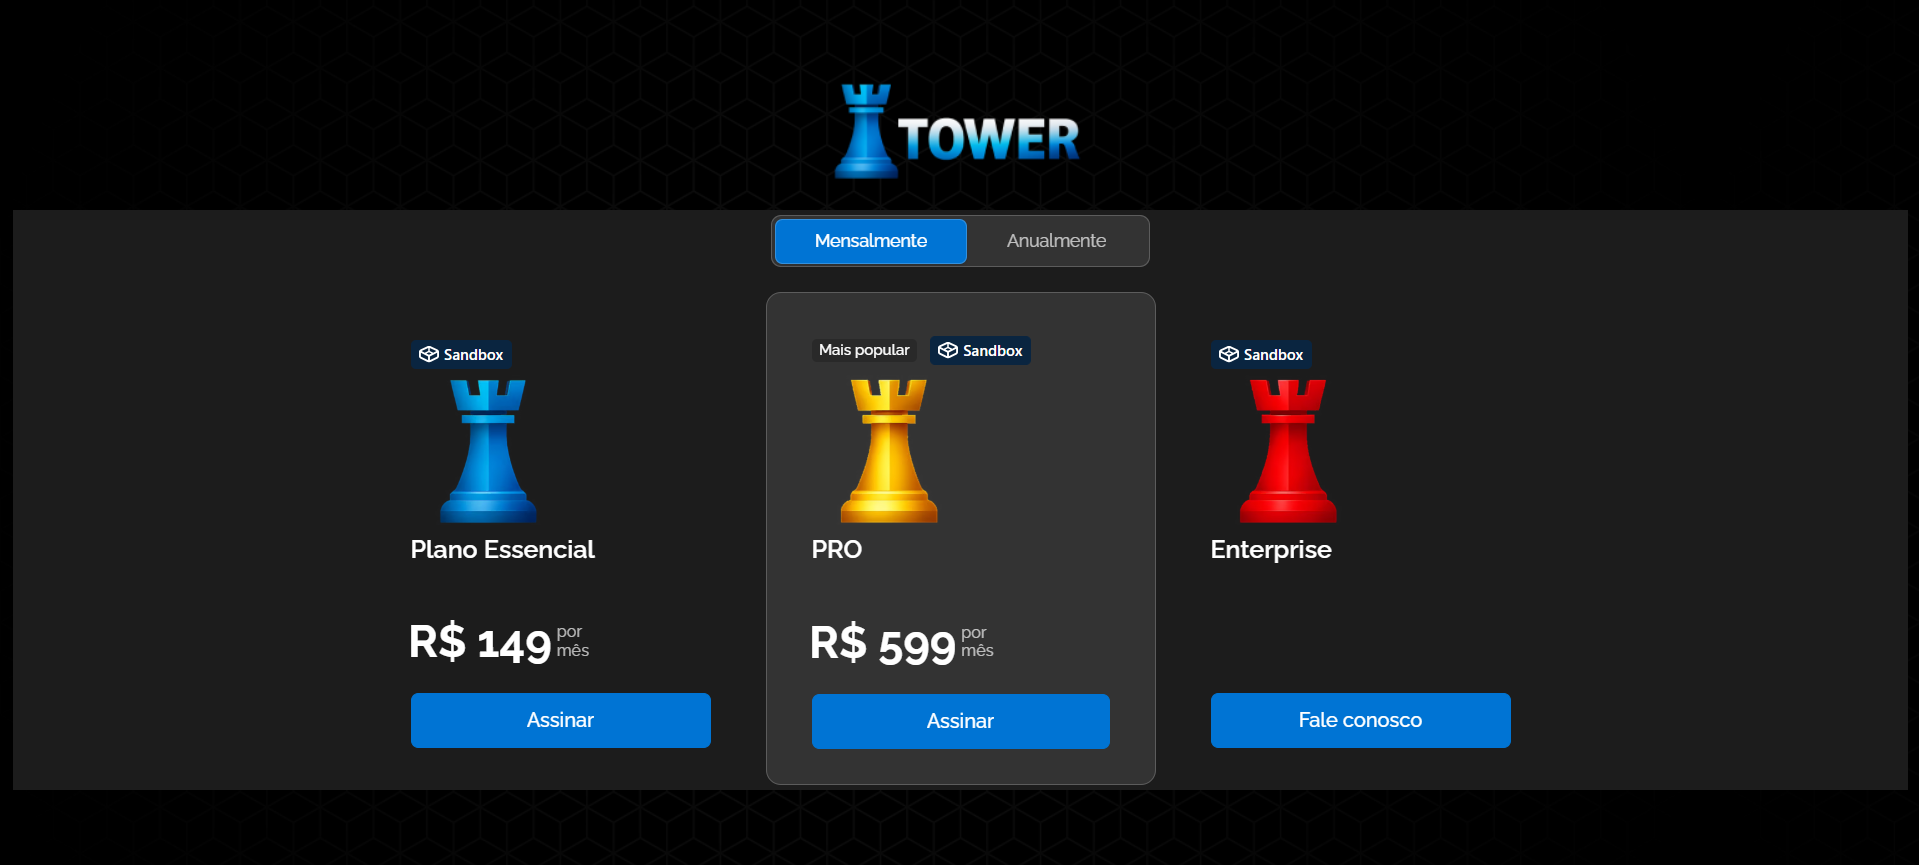 TOWER
Mensalmente
Anualmente
Sandbox
Plano Essencial
R$ 149 por
mês
Assinar
Mais popular
Sandbox
PRO
R$ 599 por
mês
Assinar
Sandbox
Enterprise
Fale conosco